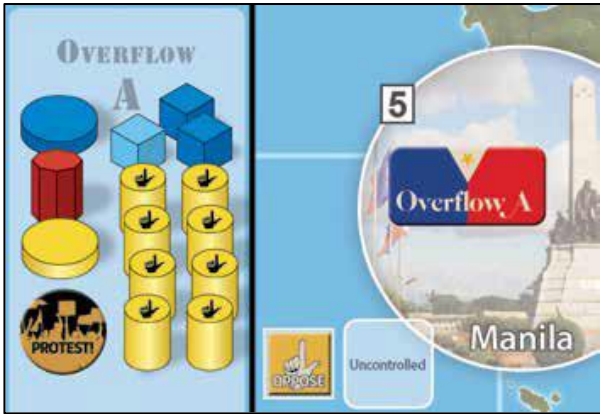 OVERFLOW
A
PROTEST!
5
Overflow A
Manila
OPPOSE
Uncontrolled